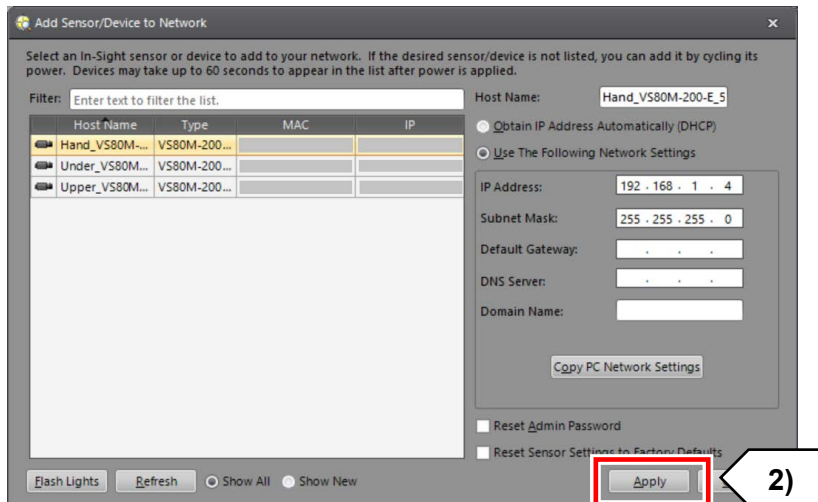 Add Sensor/Device to Network
Select an In-Sight sensor or device to add to your network. If the desired sensor/device is not listed, you can add it by cycling its
power. Devices may take up to 60 seconds to appear in the list after power is applied.
Filter: Enter text to filter the list.
Host Name Type MAC IP
Hand_VS80M-... VS80M-200...
Under_VS80M... VS80M-200...
Upper_VS80M... VS80M-200...
Host Name: Hand_VS80M-200-E_5
Obtain IP Address Automatically (DHCP)
Use The Following Network Settings
IP Address: 192 . 168 . 1 . 4
Subnet Mask: 255 . 255 . 255 . 0
Default Gateway: . . .
DNS Server: . . .
Domain Name:
Copy PC Network Settings
Reset Admin Password
Reset Sensor Settings to Factory Defaults
Flash Lights Refresh Show All Show New Apply
2)